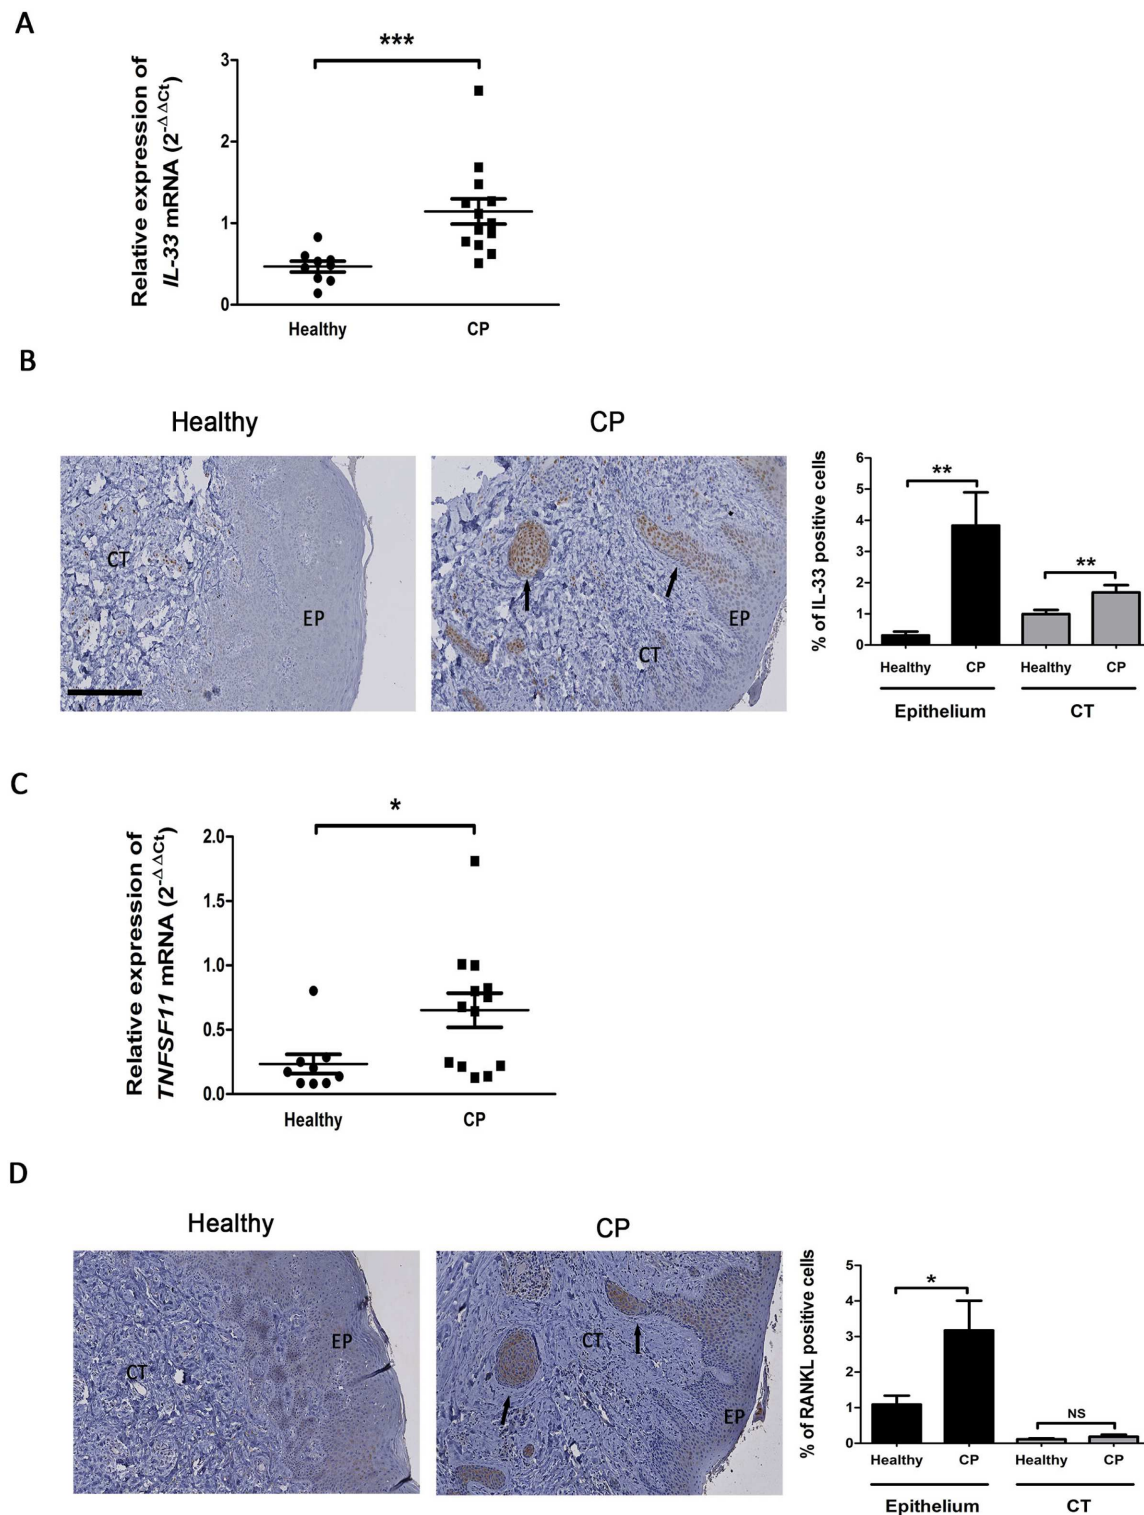 A
Relative expression of
IL-33 mRNA (2-ΔΔCt)
3
2
1
0
***
Healthy
CP
B
Healthy
CP
CT
EP
CT
EP
% of IL-33 positive cells
6
5
4
3
2
1
0
**
**
Healthy
CP
Healthy
CP
Epithelium
CT
C
Relative expression of
TNFSF11 mRNA (2-ΔΔCt)
2.0
1.5
1.0
0.5
0.0
*
Healthy
CP
D
Healthy
CP
CT
EP
CT
EP
% of RANKL positive cells
5
4
3
2
1
0
*
NS
Healthy
CP
Healthy
CP
Epithelium
CT